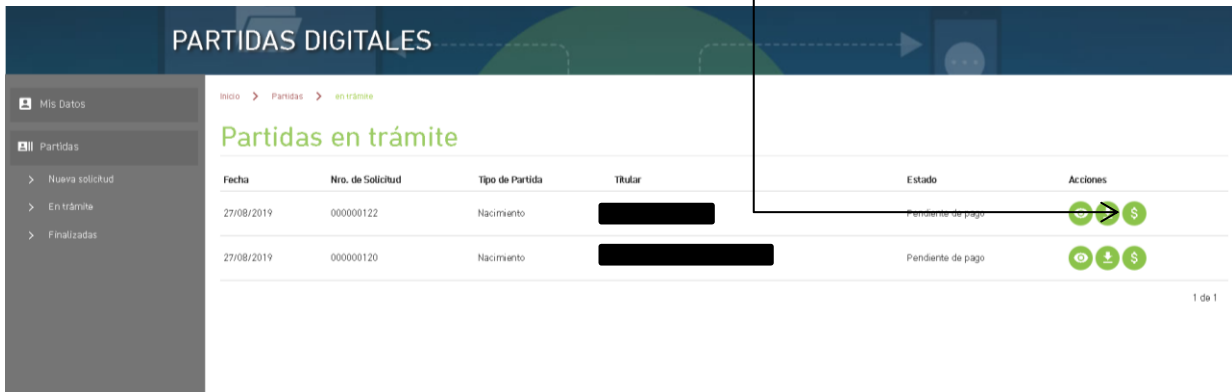 PARTIDAS DIGITALES
Mis Datos
Partidas
Nueva solicitud
En trámite
Finalizadas
Inicio > Partidas > en trámite
Partidas en trámite
Fecha Nro. de Solicitud Tipo de Partida Titular Estado Acciones
27/08/2019 000000122 Nacimiento Pendiente de pago $
27/08/2019 000000120 Nacimiento Pendiente de pago $
1 de 1